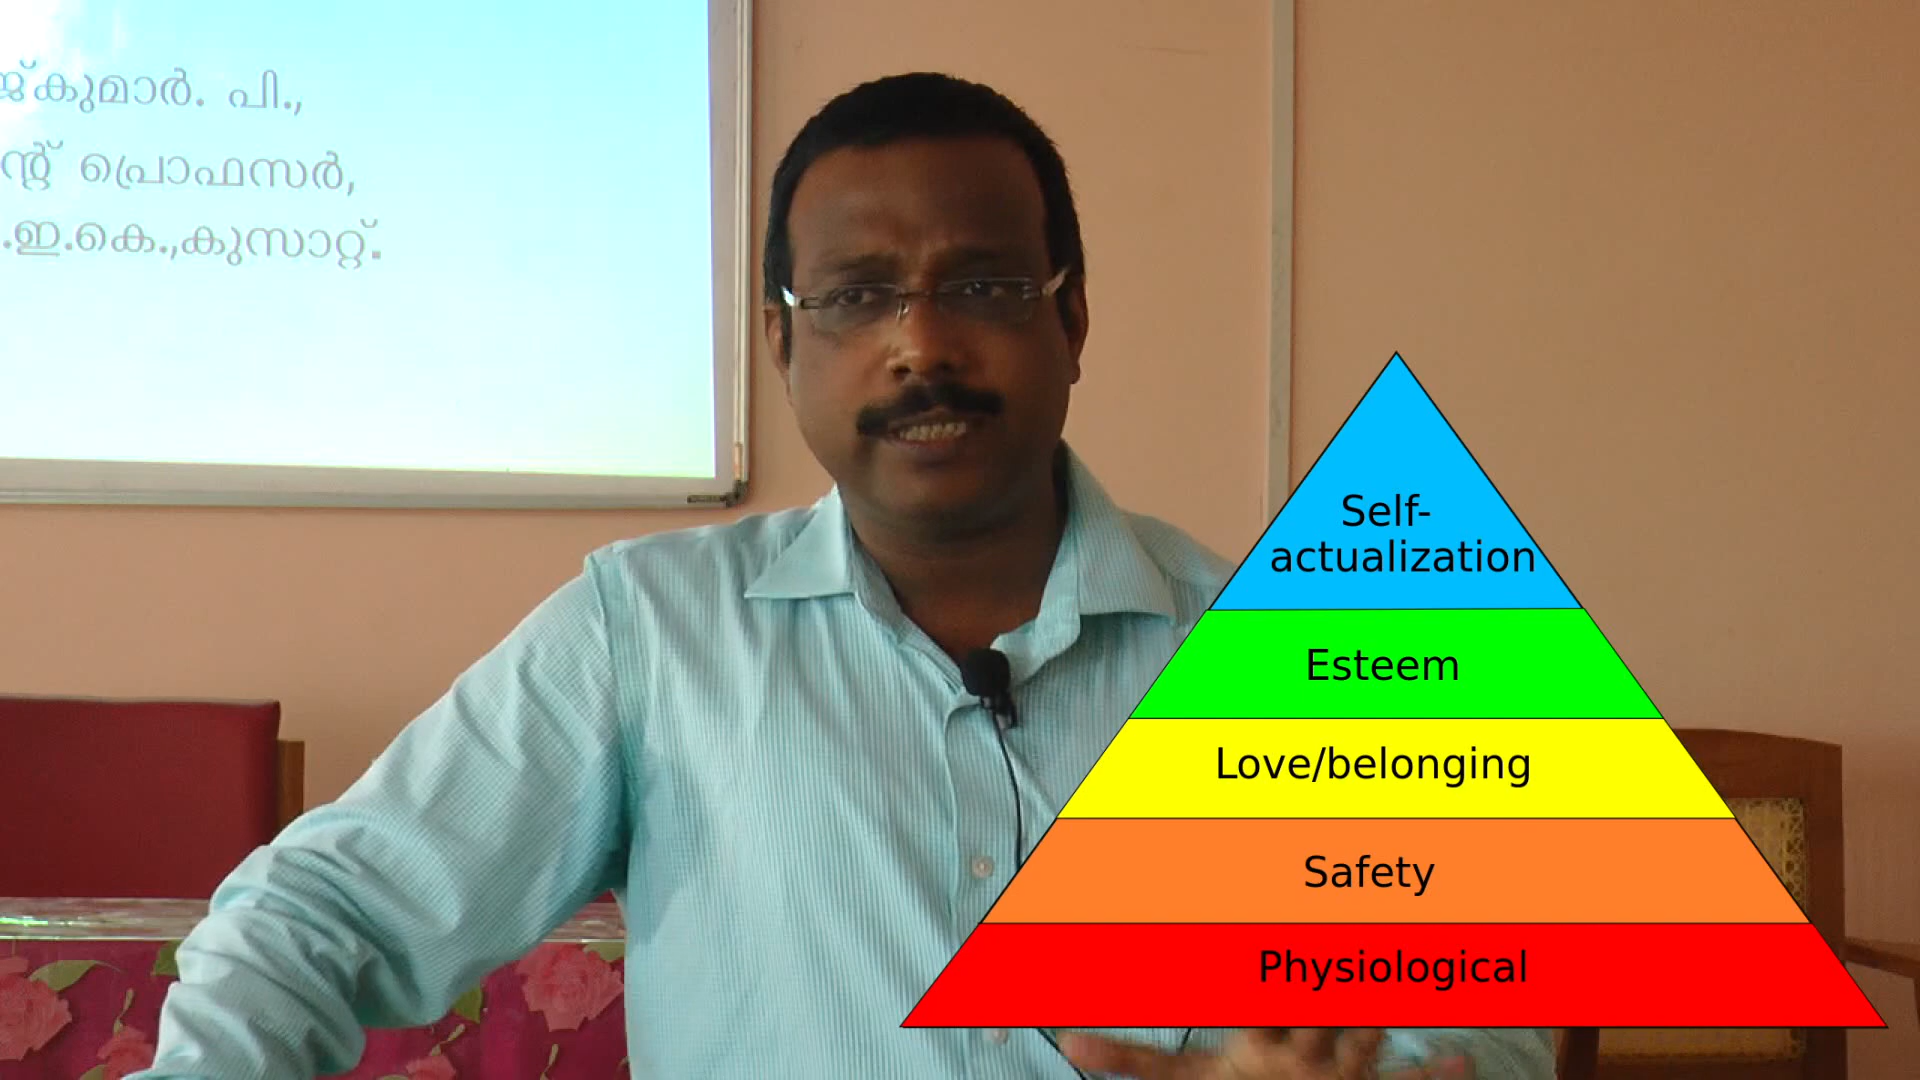 കുമാർ. പി.,
ന്റ് പ്രൊഫസർ,
.ഇ.കെ.,കുസാറ്റ്.
Self-
actualization
Esteem
Love/belonging
Safety
Physiological